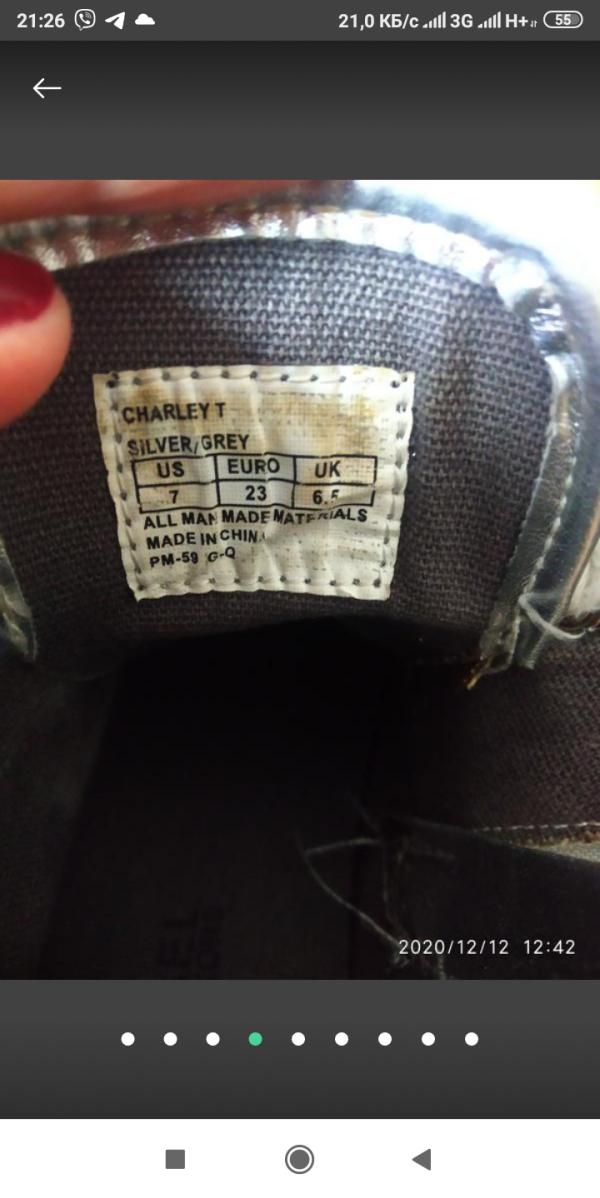 21:26
21,0 КБ/с
3G
H+
55
CHARLEY T
SILVER/GREY
US EURO UK
7 23 6.5
ALL MAN MADE MATERIALS
MADE IN CHINA
PM-59 G-Q
2020/12/12 12:42